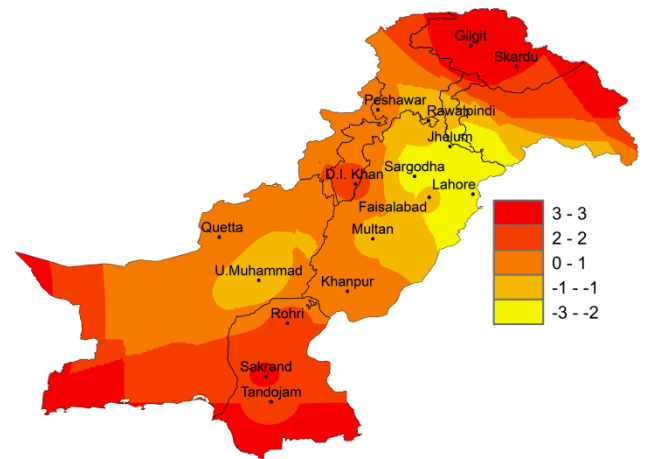 Gilgit
Skardu
Peshawar
Rawalpindi
Jhelum
Sargodha
D.I. Khan
Lahore
Faisalabad
Quetta
Multan
U.Muhammad
Khanpur
Rohri
Sakrand
Tandojam
3 - 3
2 - 2
0 - 1
-1 - -1
-3 - -2